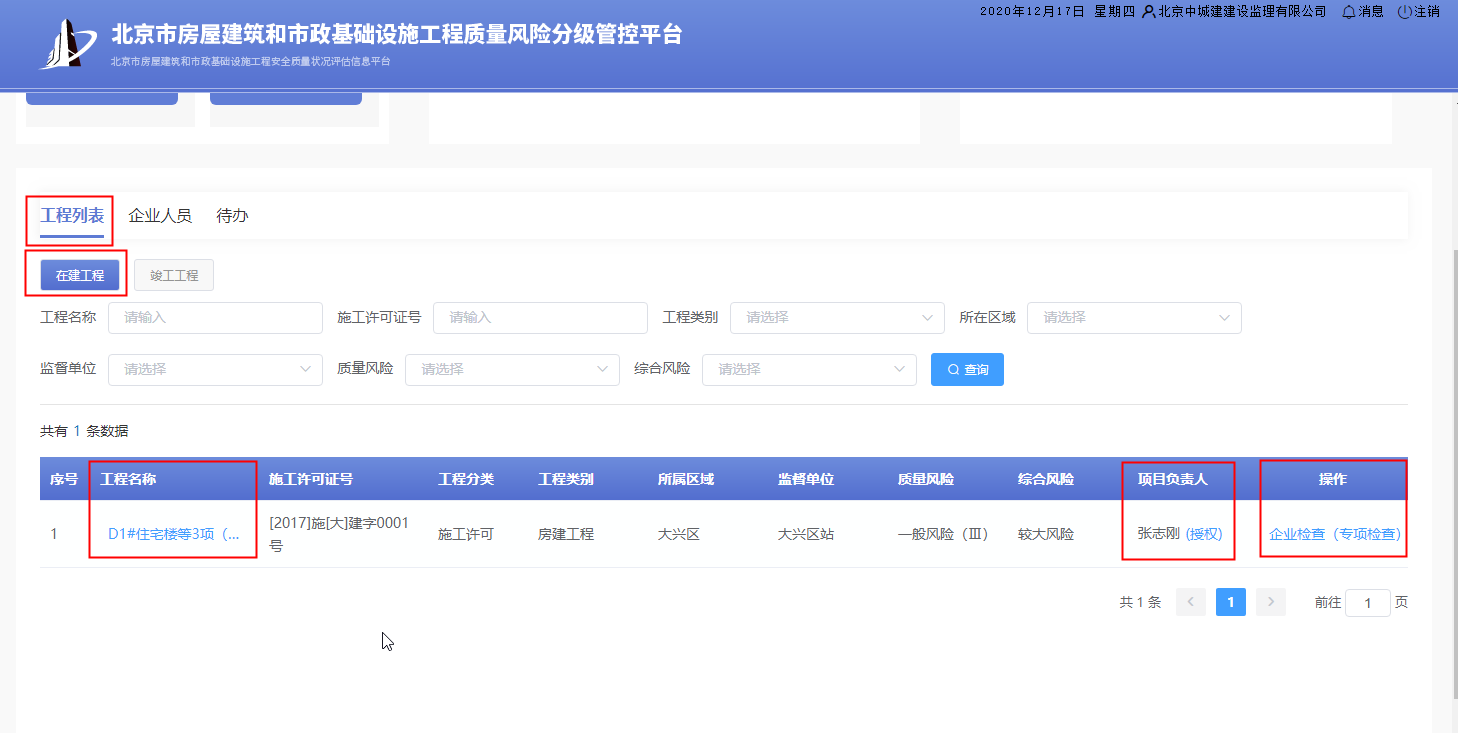 2020年12月17日 星期四 北京中城建建设监理有限公司 消息 注销
北京市房屋建筑和市政基础设施工程质量风险分级管控平台
北京市房屋建筑和市政基础设施工程安全质量状况评估信息平台
工程列表 企业人员 待办
在建工程 竣工工程
工程名称 请输入 施工许可证号 请输入 工程类别 请选择 所在区域 请选择
监督单位 请选择 质量风险 请选择 综合风险 请选择 查询
共有 1 条数据
序号 工程名称 施工许可证号 工程分类 工程类别 所属区域 监督单位 质量风险 综合风险 项目负责人 操作
1 D1#住宅楼等3项（... [2017]施[大]建字0001 施工许可 房建工程 大兴区 大兴区站 一般风险（Ⅲ） 较大风险 张志刚 (授权) 企业检查（专项检查）
号
共 1 条 1 前往 1 页